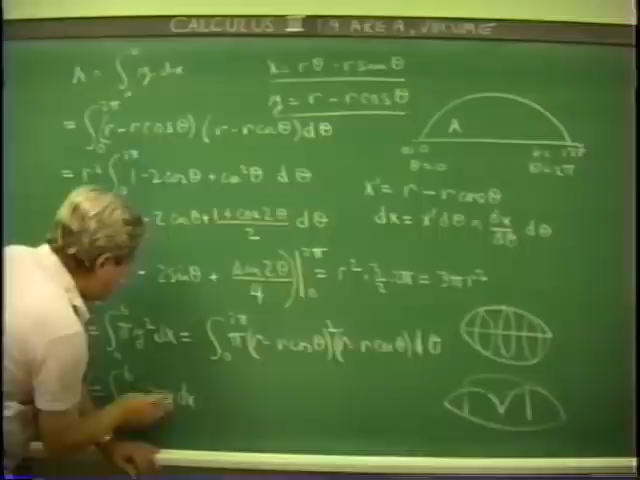 CALCULUS II 7.9 AREA, VOLUME
A = ∫ y dx
x = rθ - r sin θ
y = r - r cos θ
= ∫₀^2π (r - r cos θ) (r - r cos θ) dθ
A
θ = 0
θ = 2π
= r² ∫₀^2π 1 - 2 cos θ + cos² θ dθ
x' = r - r cos θ
- 2 cos θ + (1 + cos 2θ)/2 dθ
dx = x' dθ = dx/dθ dθ
- 2 sin θ + (sin 2θ)/4 ) |₀^2π = r² · 3/2 · 2π = 3πr²
= ∫ π y² dx = ∫₀^2π π (r - r cos θ)² (r - r cos θ) dθ
= ∫ dx